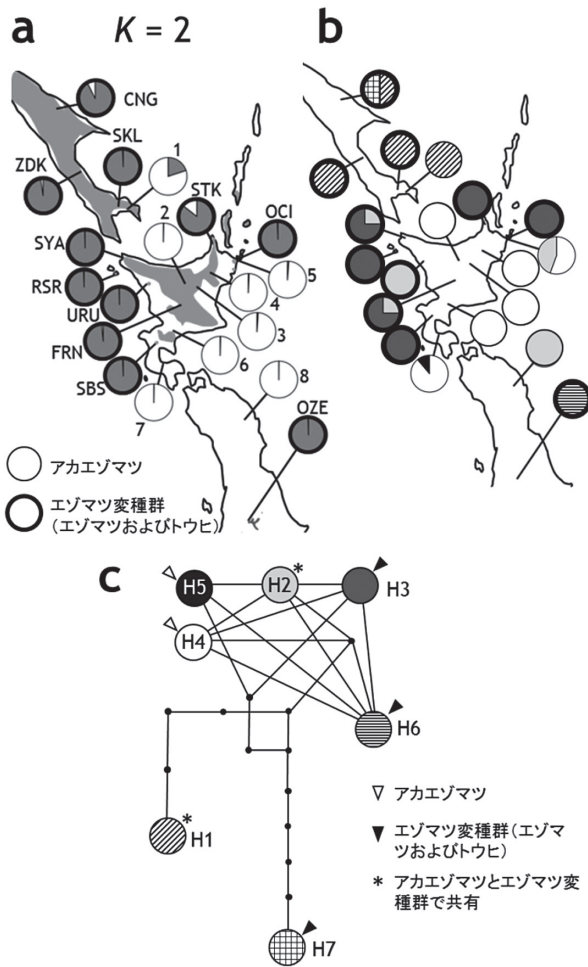 a
K = 2
b
CNG
SKL
1
ZDK
STK
2
OCI
SYA
5
RSR
4
URU
3
FRN
6
8
SBS
OZE
7
アカエゾマツ
エゾマツ変種群
(エゾマツおよびトウヒ)
c
H5
H2
*
H3
H4
H6
*
H1
アカエゾマツ
エゾマツ変種群(エゾマ
ツおよびトウヒ)
* アカエゾマツとエゾマツ変
種群で共有
H7